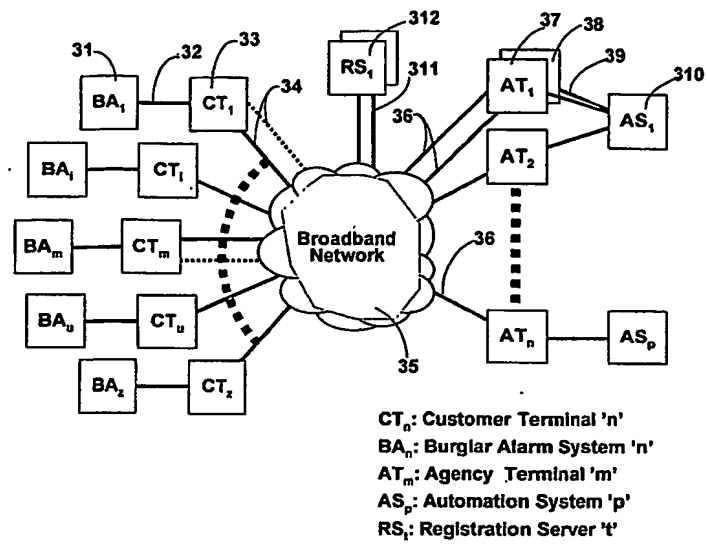 31 32 33 312 37 38
39
310
311
34
36
BA₁ CT₁ RS₁ AT₁ AS₁
BAᵢ CTᵢ AT₂
BAₘ CTₘ Broadband
Network
36
BAᵤ CTᵤ ATₙ ASₚ
35
BA_z CT_z
CTₙ: Customer Terminal 'n'
BAₙ: Burglar Alarm System 'n'
ATₘ: Agency Terminal 'm'
ASₚ: Automation System 'p'
RSₜ: Registration Server 't'